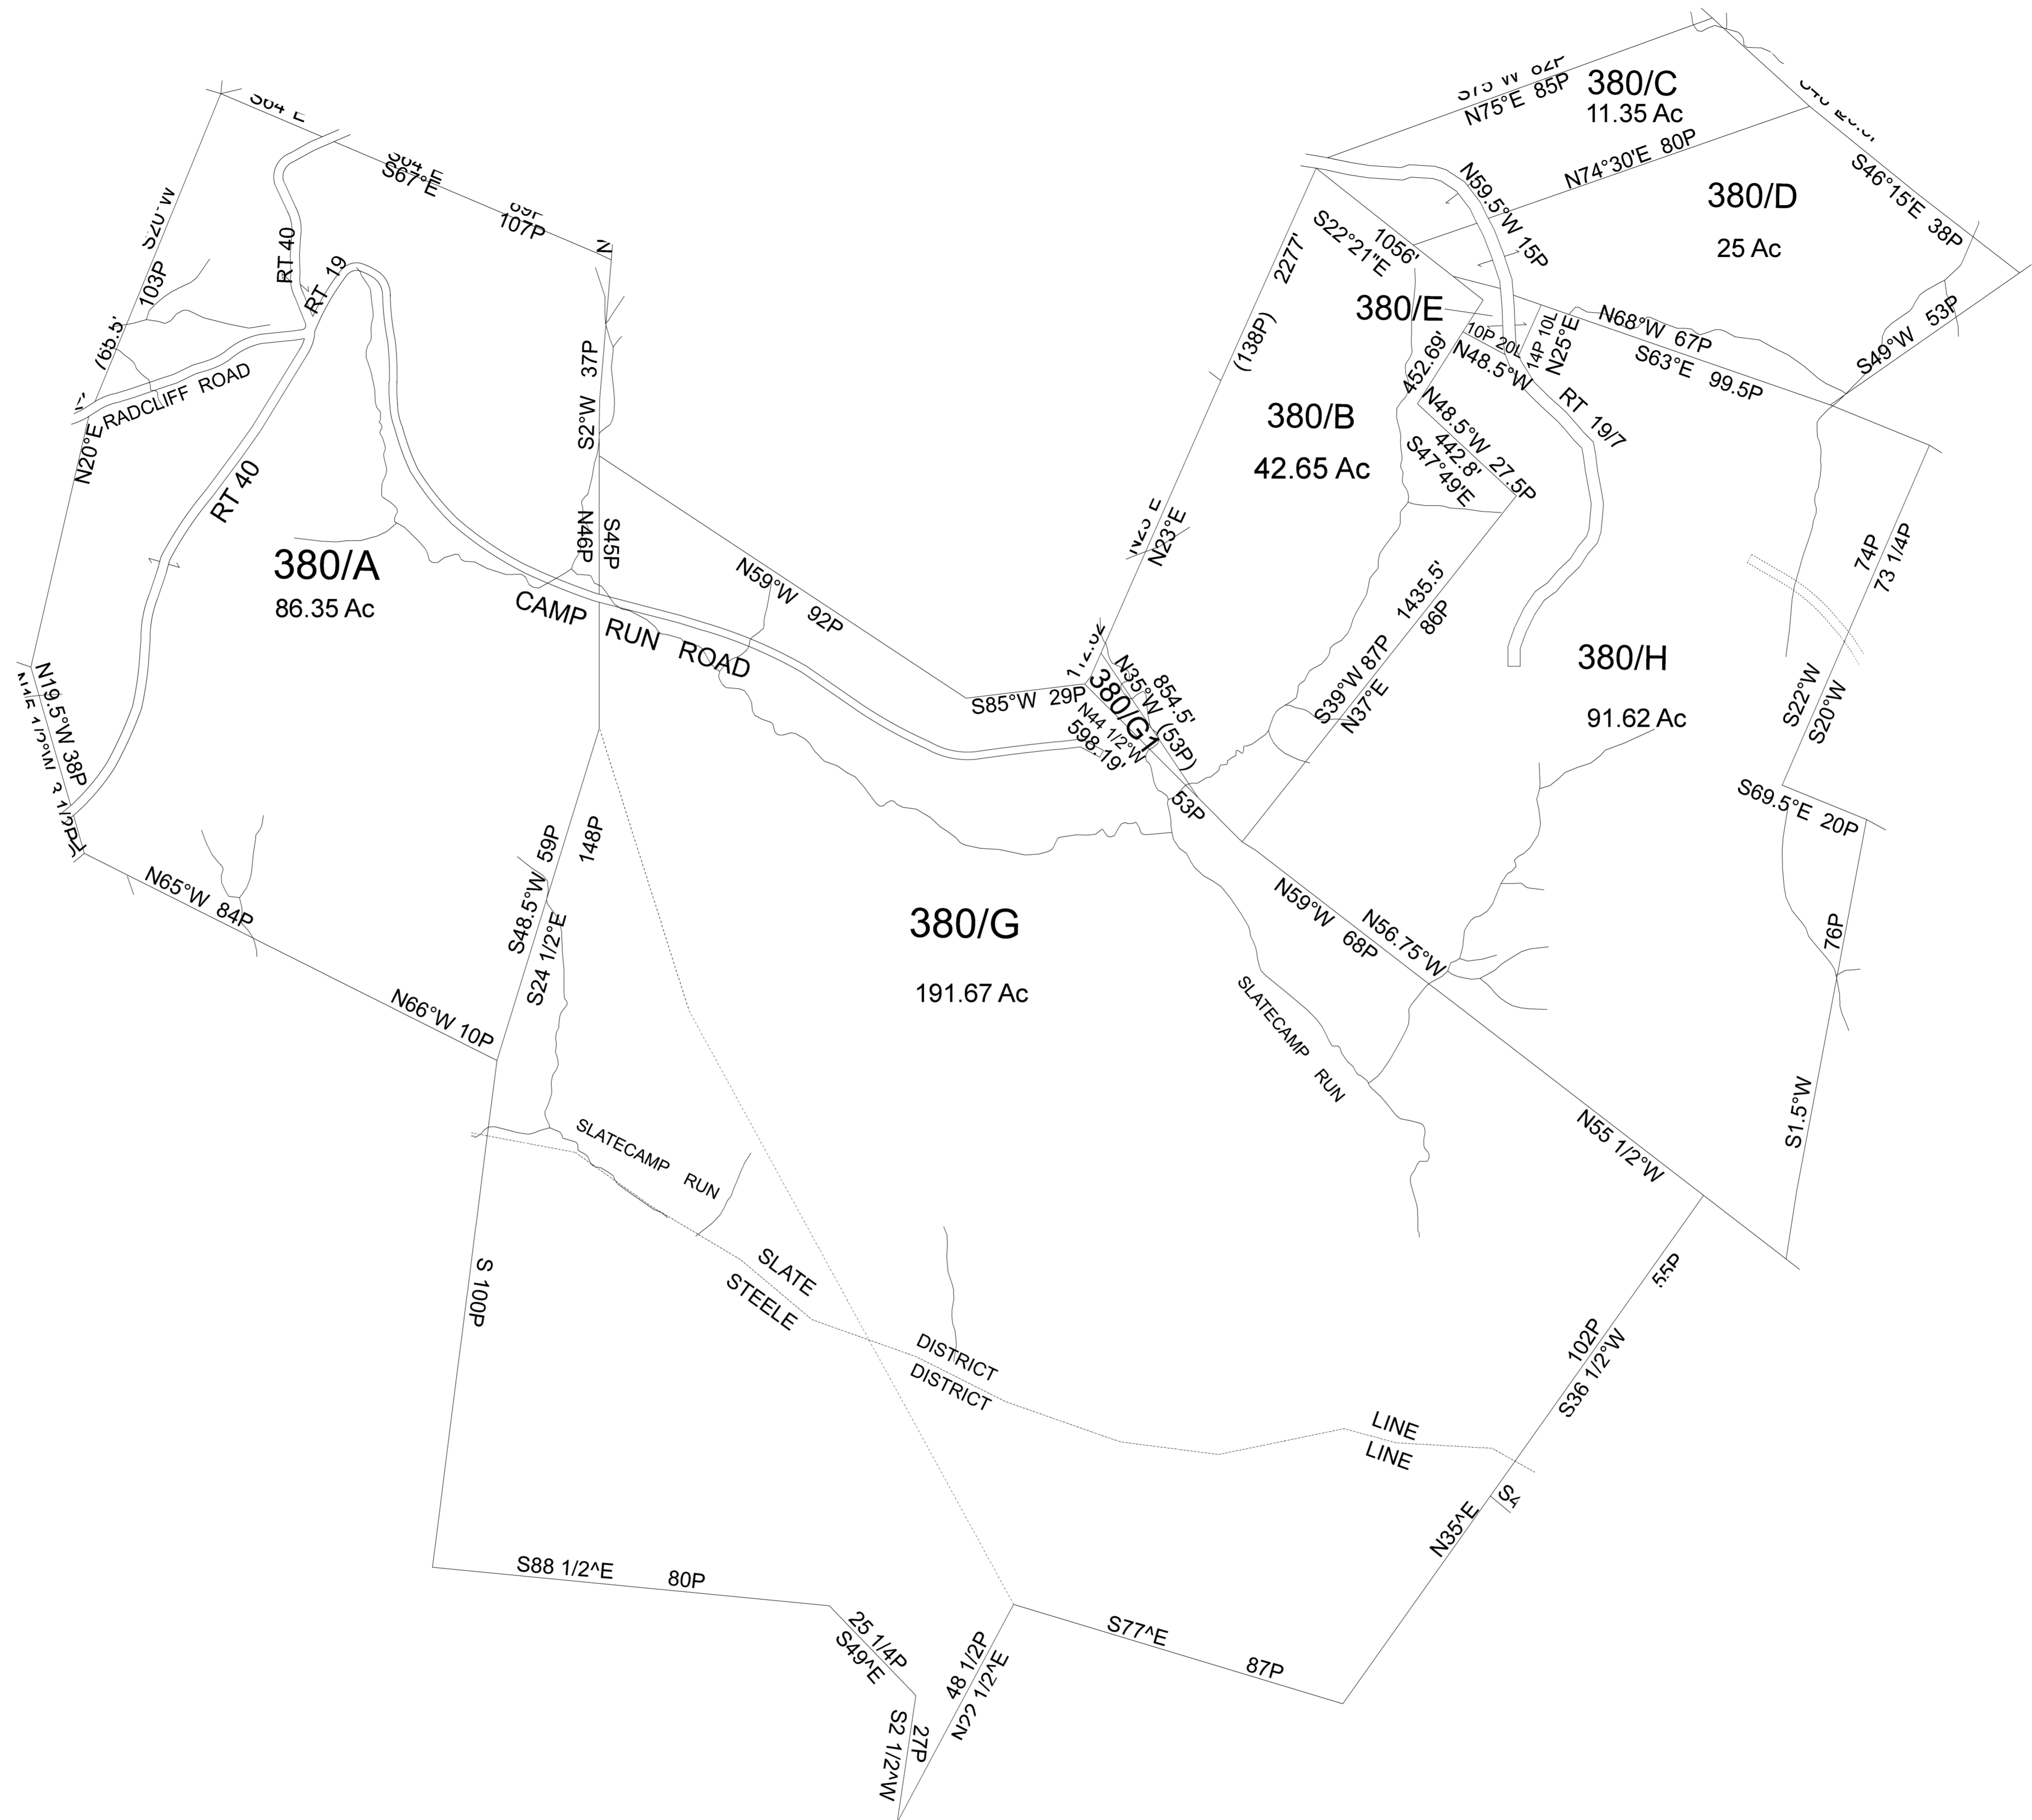 S64°E
S64°E
S67°E
107P
S20°W
103P
RT 40
RT 19
RADCLIFF ROAD
N20°E
RT 40
380/A
86.35 Ac
S2°W 37P
N46P
S45P
CAMP RUN ROAD
N59°W 92P
S85°W 29P
N19.5°W 38P
N65°W 84P
N66°W 10P
S48.5°W 59P
148P
S24 1/2°E
380/C
11.35 Ac
N75°E 85P
N74°30'E 80P
N59.5°W 15P
380/D
25 Ac
S46°15'E 38P
S49°W 53P
1056'
S22°21"E
2277'
(138P)
N23°E
380/E
10P 20L
14P 10L
N25°E
N68°W 67P
S63°E 99.5P
N48.5°W
452.69'
380/B
42.65 Ac
N48.5°W 27.5P
442.8'
S47°49'E
RT 19/7
1435.5'
S39°W 87P
86P
N37°E
380/G1
N35°W (53P)
854.5'
N44 1/2°W
598.19'
53P
380/H
91.62 Ac
74P
73 1/4P
S22°W
S20°W
S69.5°E 20P
76P
S1.5°W
380/G
191.67 Ac
N59°W 68P
N56.75°W
N55 1/2°W
SLATECAMP RUN
SLATECAMP RUN
SLATE
STEELE
DISTRICT
DISTRICT
LINE
LINE
S 100P
55P
102P
S36 1/2°W
S4
N35^E
S88 1/2^E 80P
25 1/4P
S49^E
27P
S2 1/2^W
48 1/2P
N22 1/2^E
S77^E 87P